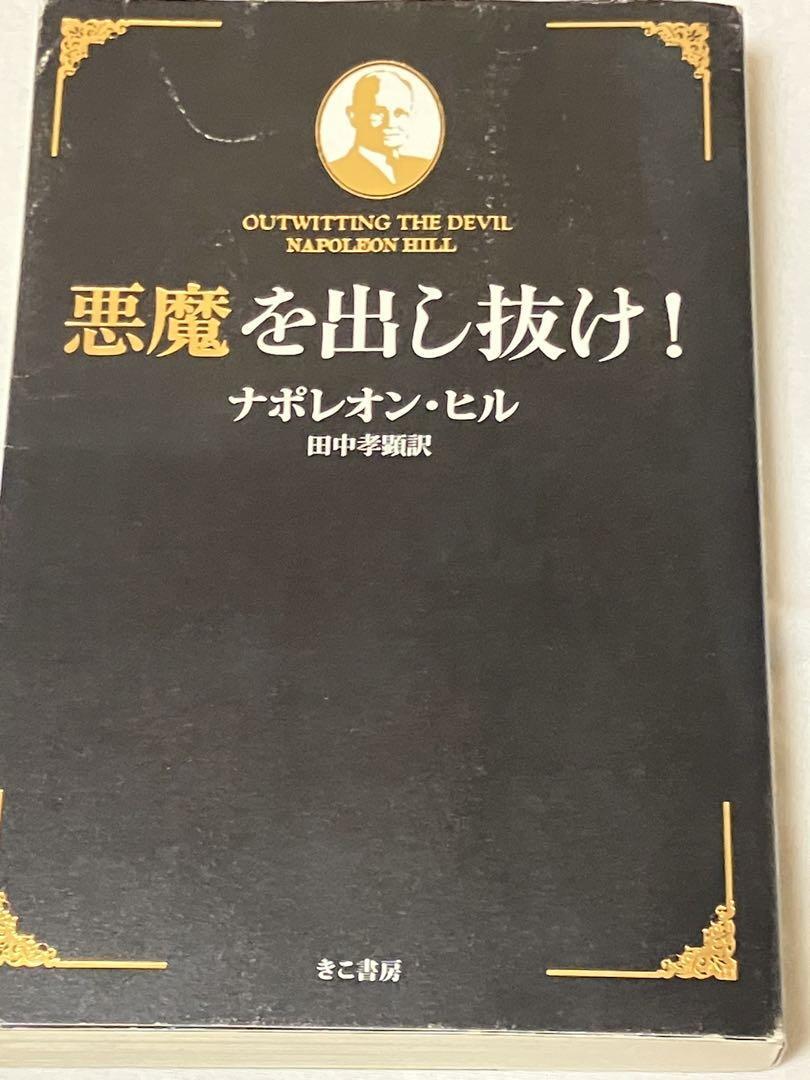 OUTWITTING THE DEVIL
NAPOLEON HILL
悪魔を出し抜け!
ナポレオン・ヒル
田中孝顕訳
きこ書房